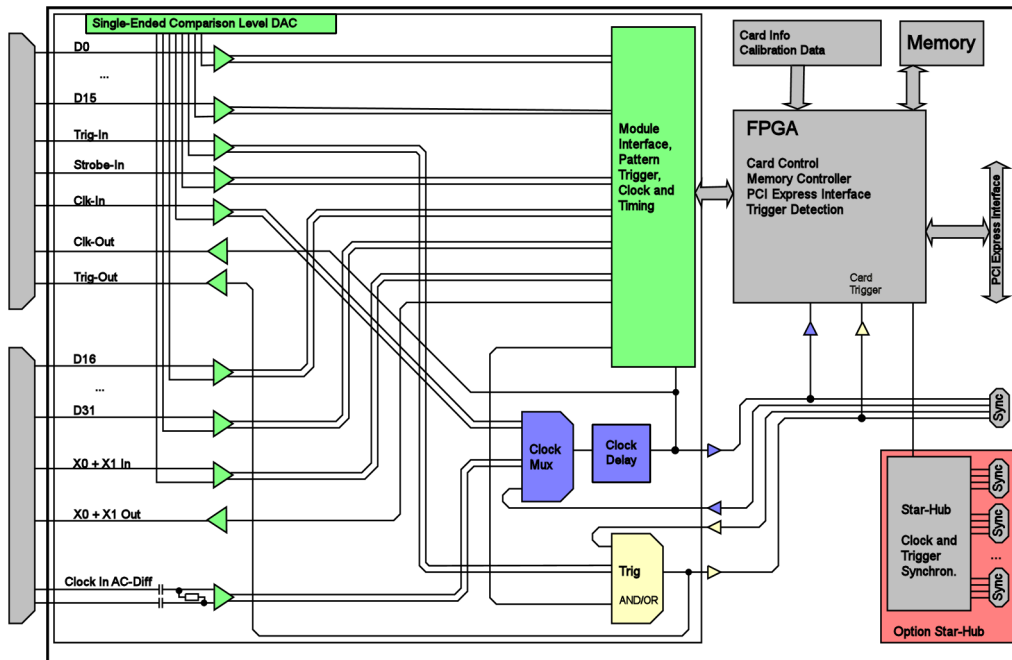 Single-Ended Comparison Level DAC
D0
...
D15
Trig-In
Strobe-In
Clk-In
Clk-Out
Trig-Out
D16
...
D31
X0 + X1 In
X0 + X1 Out
Clock In AC-Diff
Module
Interface,
Pattern
Trigger,
Clock and
Timing
Card Info
Calibration Data
Memory
FPGA
Card Control
Memory Controller
PCI Express Interface
Trigger Detection
Card
Trigger
PCI Express Interface
Clock
Mux
Clock
Delay
Trig
AND/OR
Sync
Star-Hub
Clock and
Trigger
Synchron.
Sync
Sync
...
Sync
Option Star-Hub